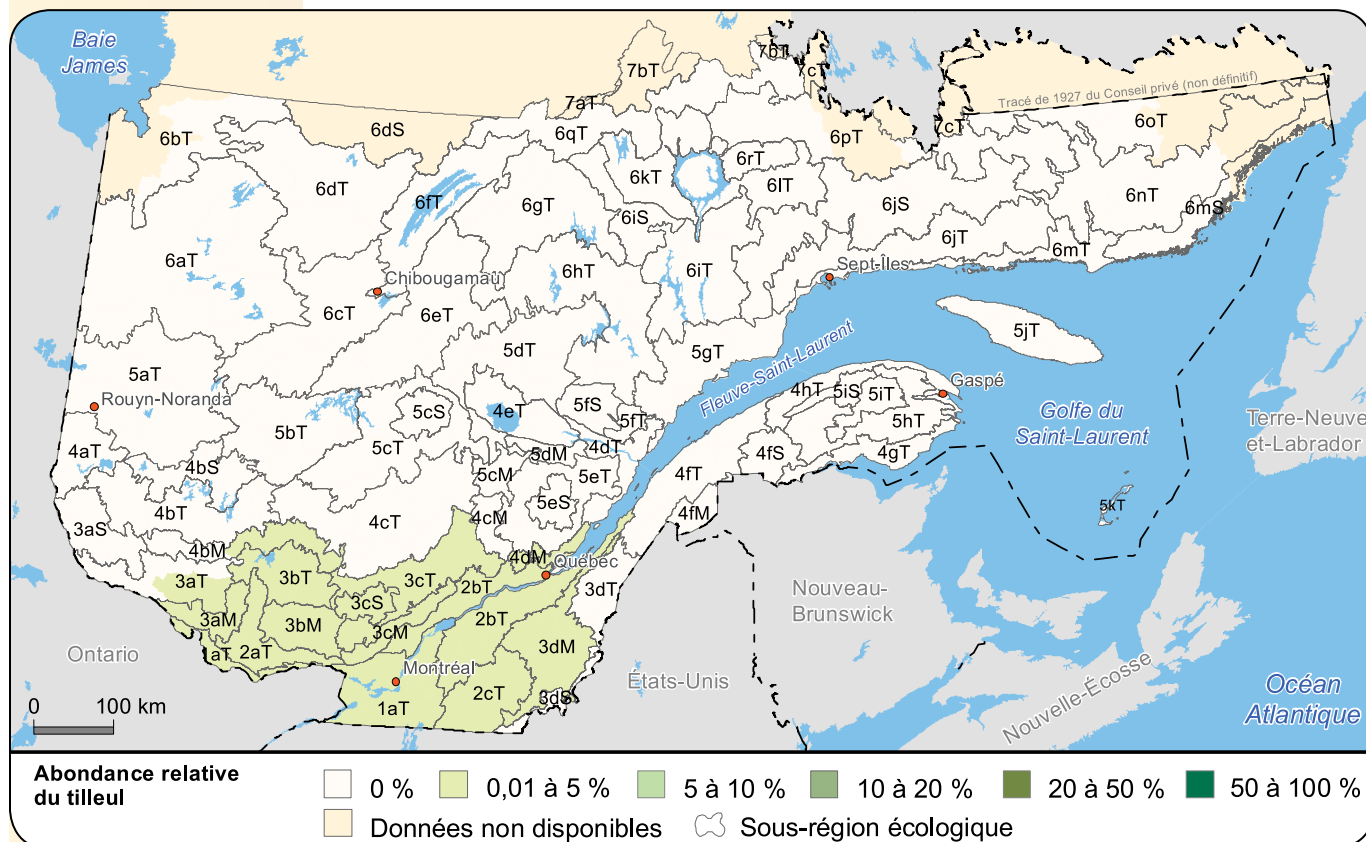 Baie
James
7bT
7bT
7cT
7aT
Tracé de 1927 du Conseil privé (non définitif)
6bT
6dS
6qT
6pT
7cT
6oT
6dT
6fT
6kT
6rT
6lT
6gT
6iS
6jS
6nT
6mS
6aT
6jT
6mT
6hT
6iT
Sept-Îles
Chibougamau
6cT
6eT
5dT
5gT
5jT
Fleuve-Saint-Laurent
5aT
Rouyn-Noranda
5cS
4eT
5fS
5fT
4hT
5iS
5iT
Gaspé
5hT
Golfe du
Saint-Laurent
Terre-Neuve
et-Labrador
5bT
5cT
4aT
4bS
5dM
4dT
4fS
4gT
5cM
5eT
4fT
5eS
4bT
3aS
4cT
4cM
4fM
5kT
4bM
4dM
Québec
3aT
3bT
3cT
2bT
3dT
3cS
Nouveau-
Brunswick
3aM
3bM
3cM
2bT
1aT
2aT
3dM
Ontario
Montréal
États-Unis
Nouvelle-Écosse
Océan
Atlantique
2cT
3dS
1aT
0 100 km
Abondance relative
du tilleul
0 % 0,01 à 5 % 5 à 10 % 10 à 20 % 20 à 50 % 50 à 100 %
Données non disponibles Sous-région écologique